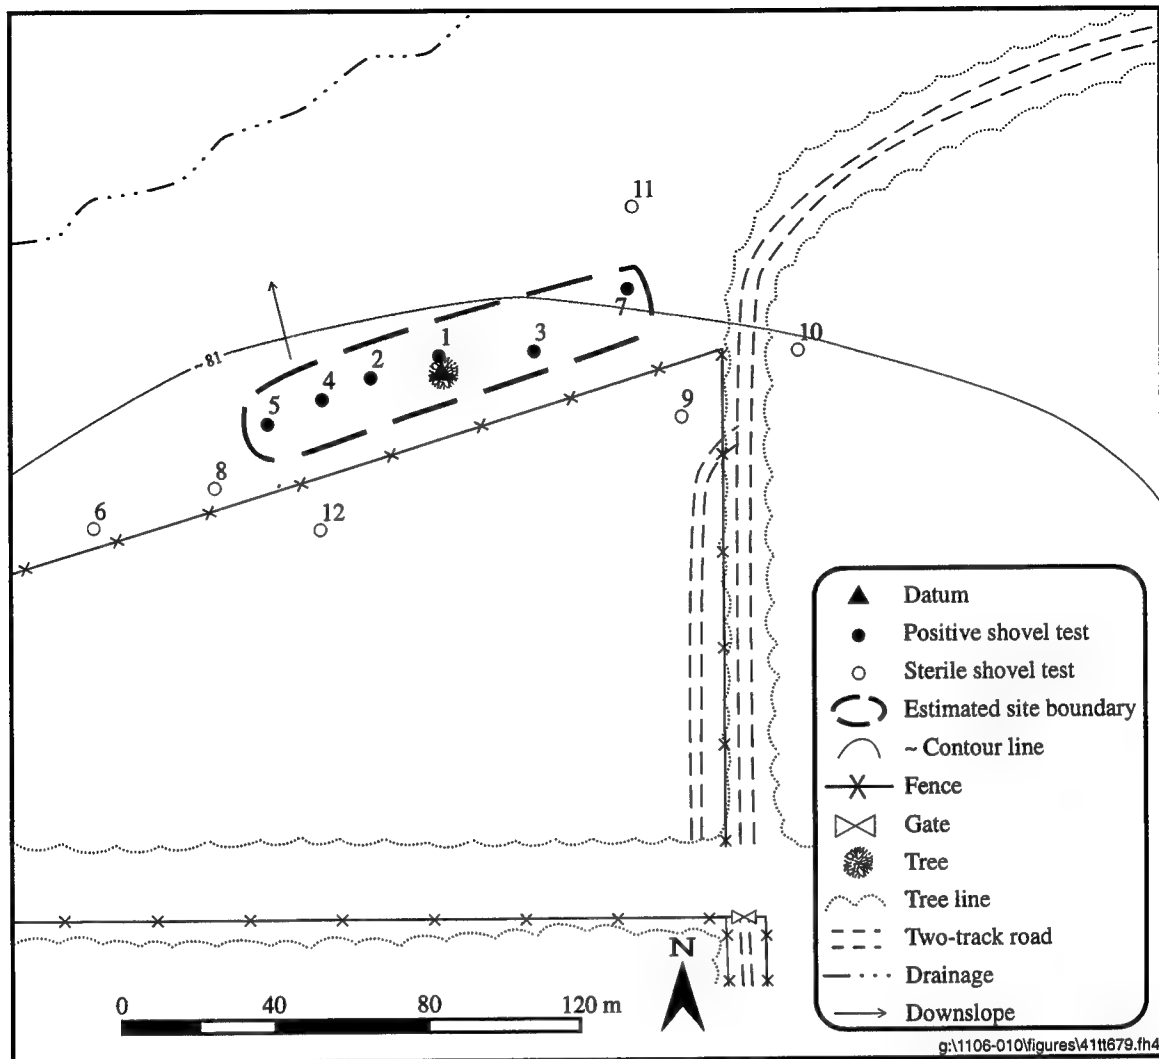 11
7
10
1
3
2
4
5
9
8
6
12
~81
Datum
Positive shovel test
Sterile shovel test
Estimated site boundary
~ Contour line
Fence
Gate
Tree
Tree line
Two-track road
Drainage
Downslope
N
0 40 80 120 m
g:\1106-010\figures\41tt679.fh4